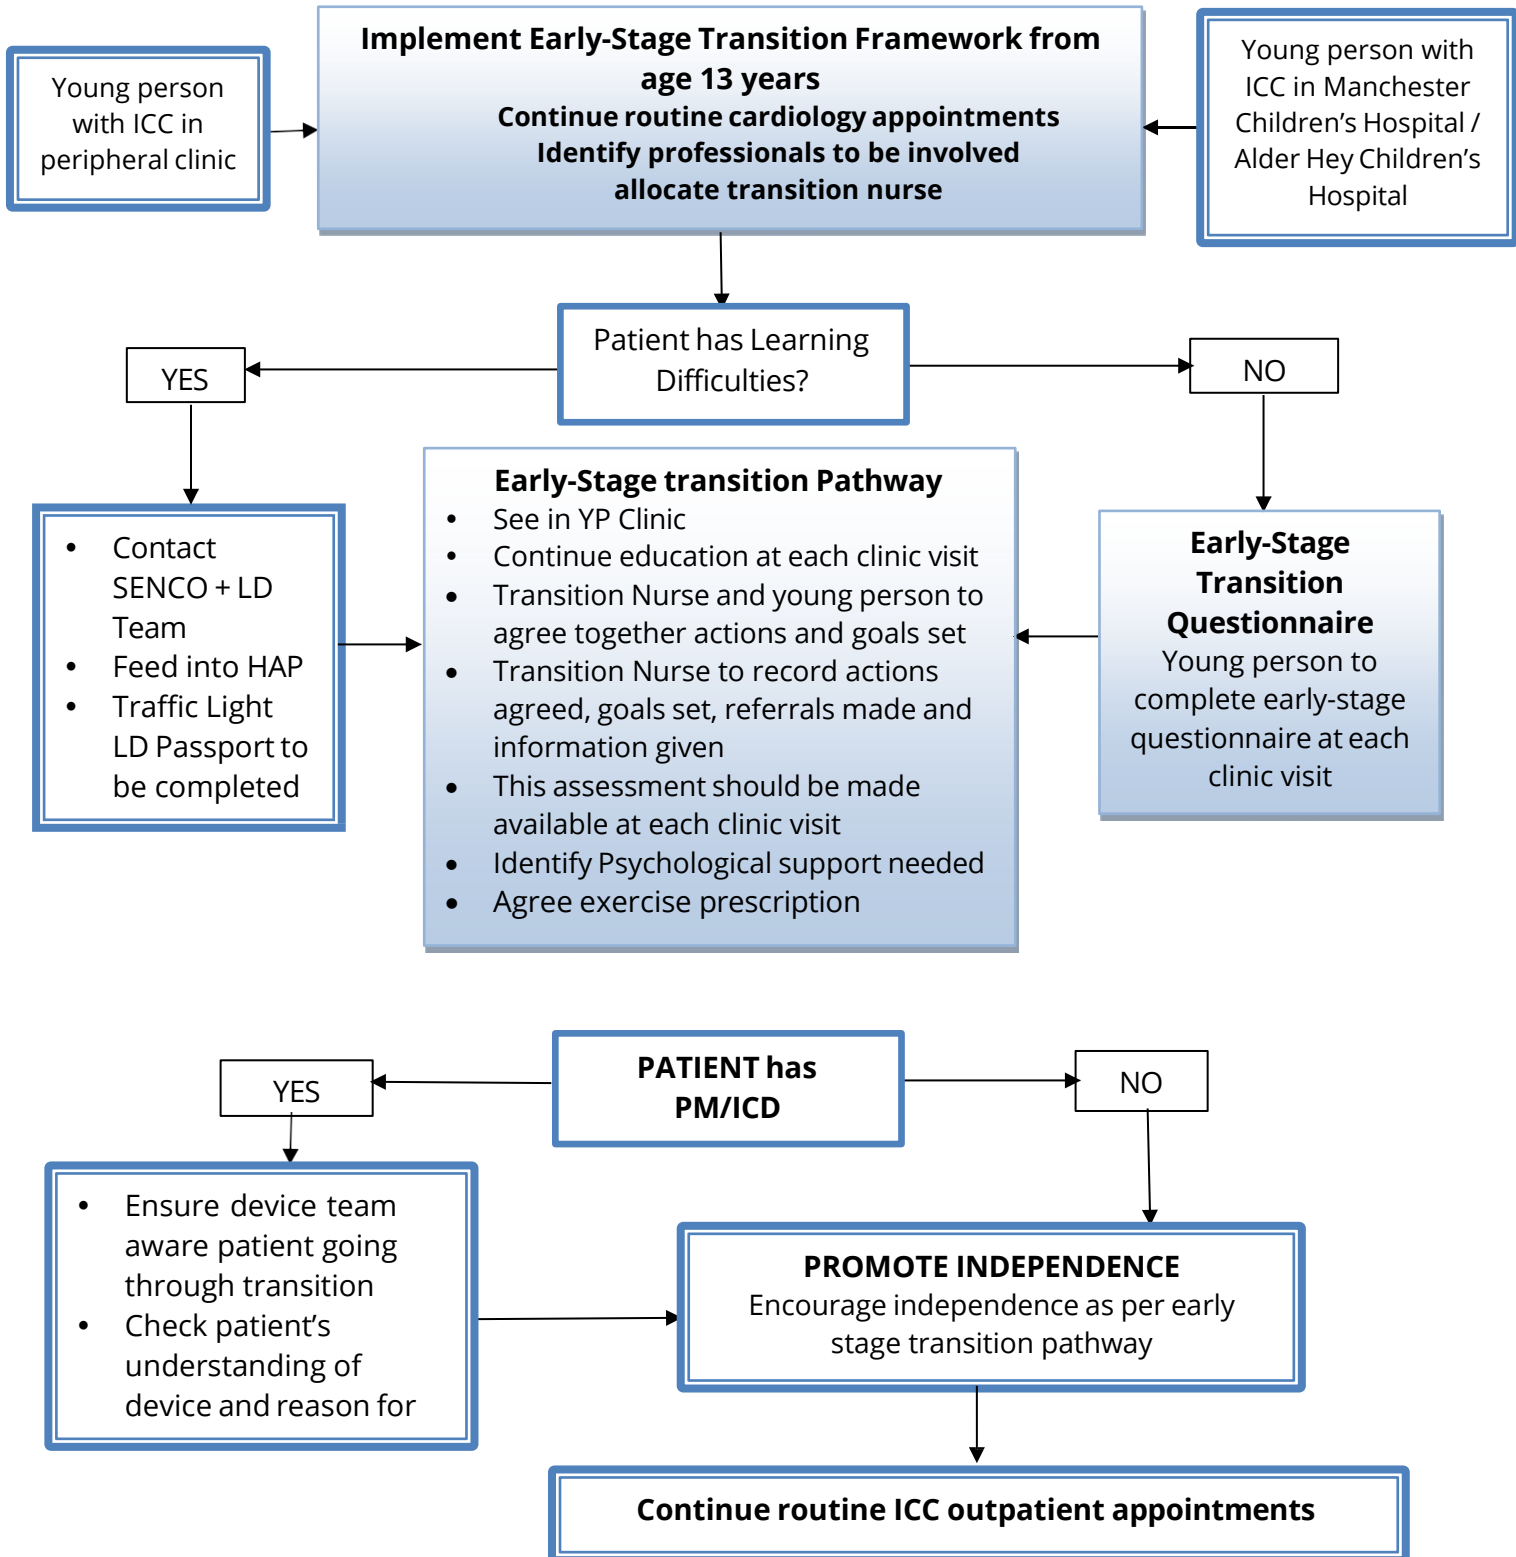 Young person
with ICC in
peripheral clinic
Implement Early-Stage Transition Framework from
age 13 years
Continue routine cardiology appointments
Identify professionals to be involved
allocate transition nurse
Young person with
ICC in Manchester
Children’s Hospital /
Alder Hey Children’s
Hospital
Patient has Learning
Difficulties?
YES
NO
• Contact
SENCO + LD
Team
• Feed into HAP
• Traffic Light
LD Passport to
be completed
Early-Stage transition Pathway
• See in YP Clinic
• Continue education at each clinic visit
• Transition Nurse and young person to
agree together actions and goals set
• Transition Nurse to record actions
agreed, goals set, referrals made and
information given
• This assessment should be made
available at each clinic visit
• Identify Psychological support needed
• Agree exercise prescription
Early-Stage
Transition
Questionnaire
Young person to
complete early-stage
questionnaire at each
clinic visit
PATIENT has
PM/ICD
YES
NO
• Ensure device team
aware patient going
through transition
• Check patient’s
understanding of
device and reason for
PROMOTE INDEPENDENCE
Encourage independence as per early
stage transition pathway
Continue routine ICC outpatient appointments